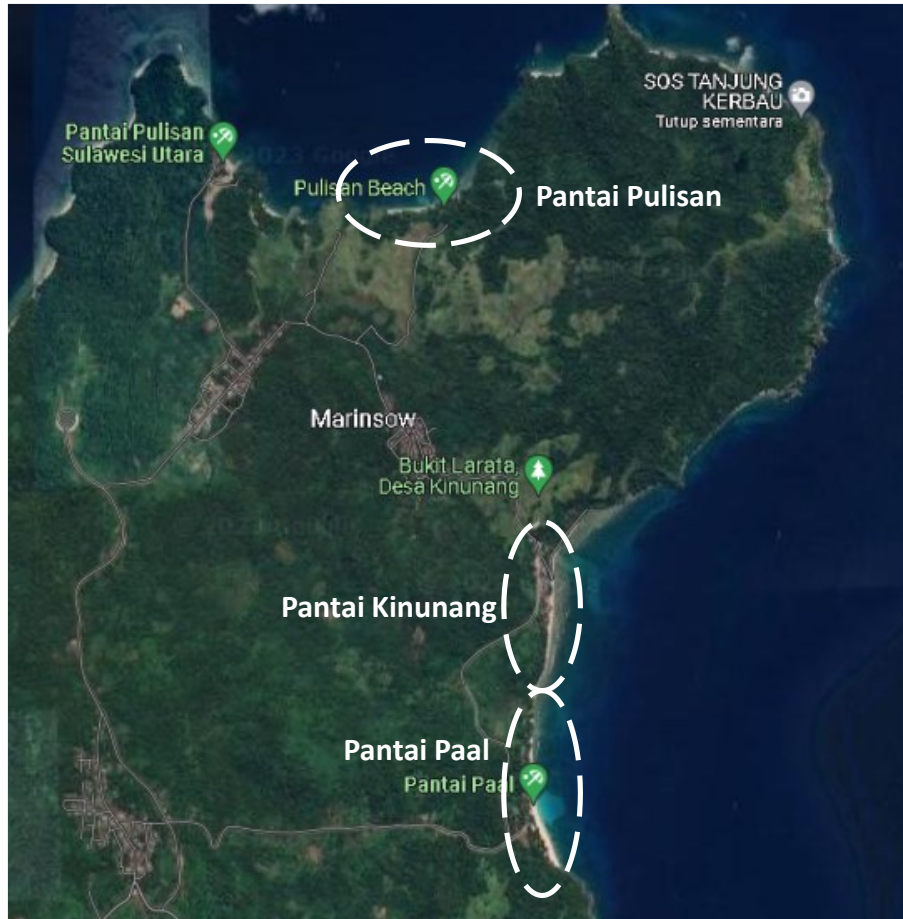 SOS TANJUNG
KERBAU
Tutup sementara
Pantai Pulisan
Sulawesi Utara
Pulisan Beach
Pantai Pulisan
Marinsow
Bukit Larata,
Desa Kinunang
Pantai Kinunang
Pantai Paal
Pantai Paal